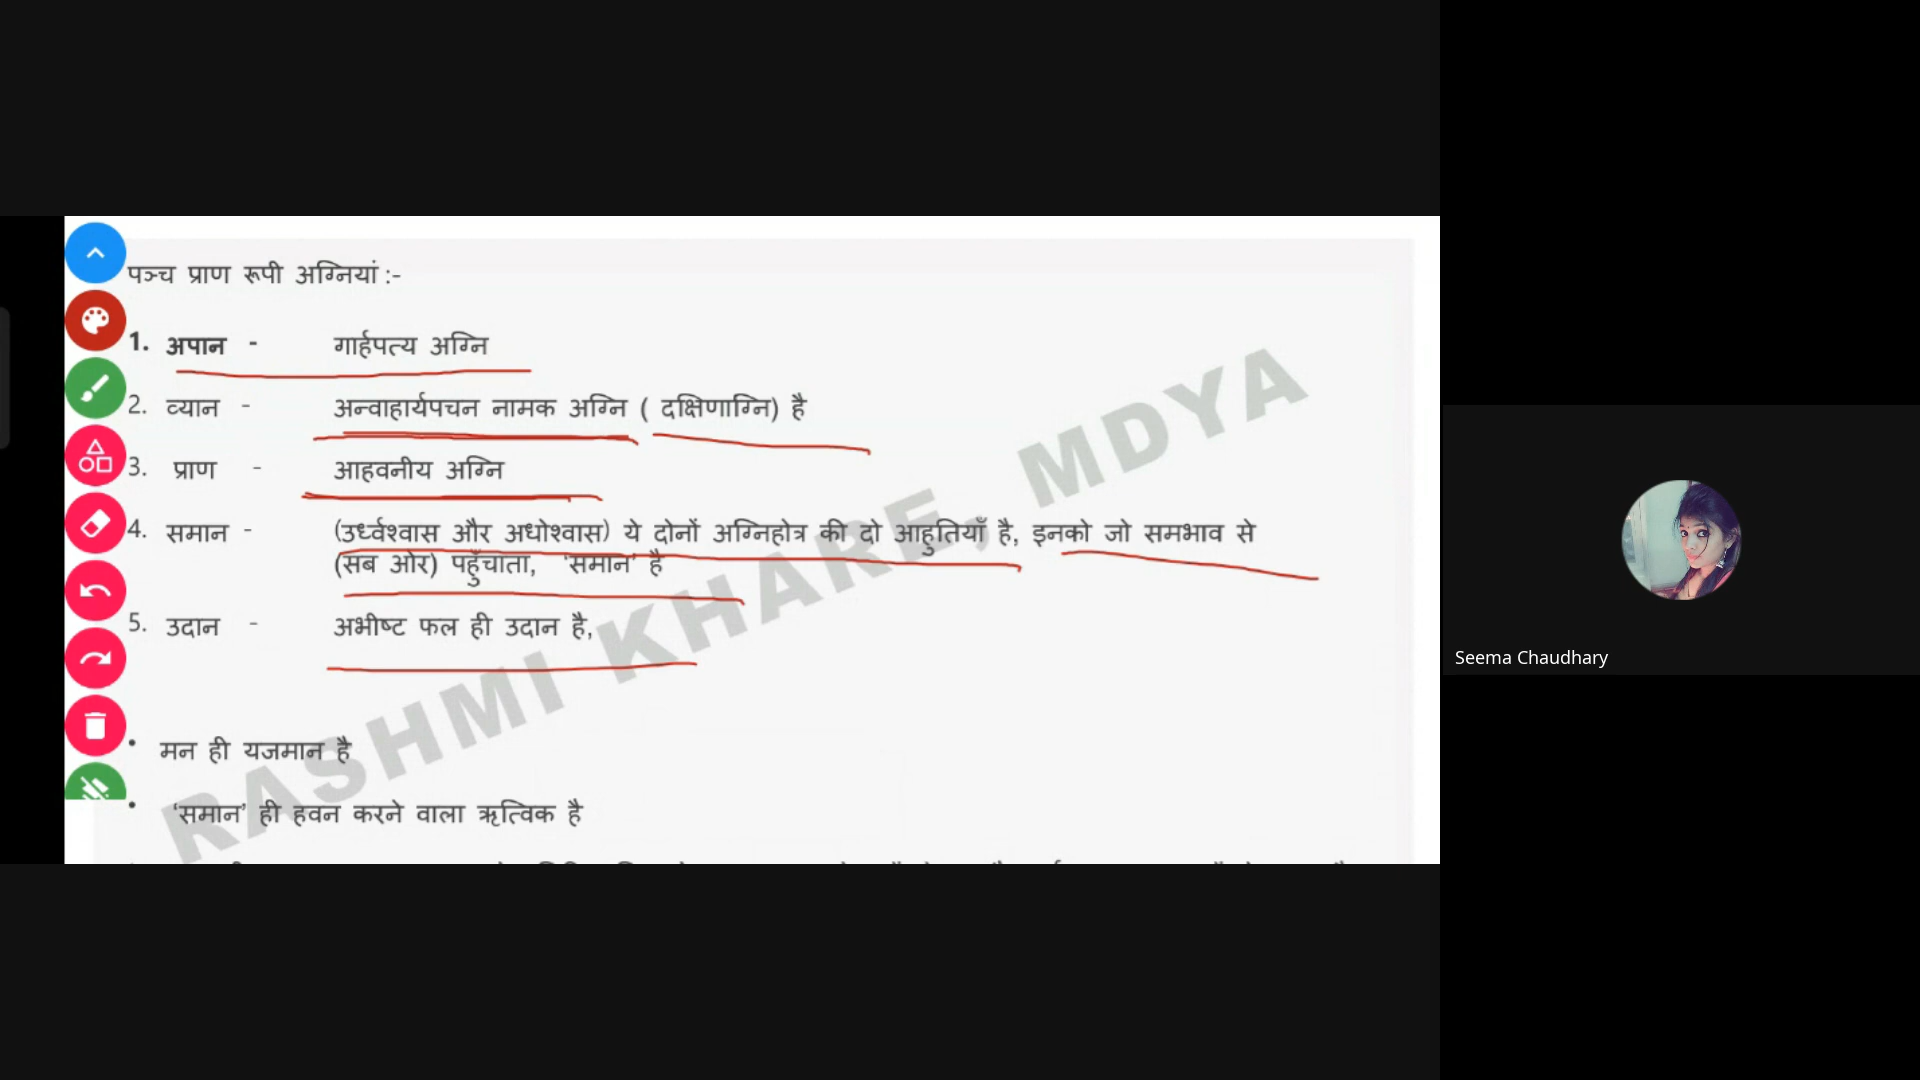 पञ्च प्राण रूपी अग्नियां :-
1. अपान - गार्हपत्य अग्नि
2. व्यान - अन्वाहार्यपचन नामक अग्नि ( दक्षिणाग्नि) है
3. प्राण - आहवनीय अग्नि
4. समान - (उर्ध्वश्वास और अधोश्वास) ये दोनों अग्निहोत्र की दो आहुतियाँ है, इनको जो समभाव से
(सब ओर) पहुँचाता, 'समान' है
5. उदान - अभीष्ट फल ही उदान है,
• मन ही यजमान है
• 'समान' ही हवन करने वाला ऋत्विक है
RASHMI KHARE, MDYA
Seema Chaudhary